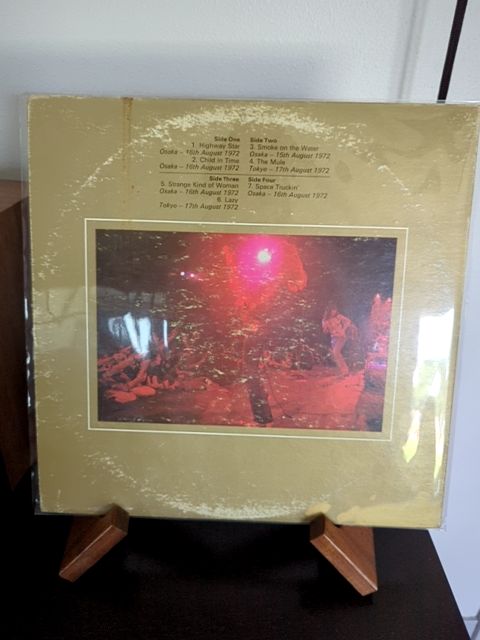 Side One
1. Highway Star
Osaka – 16th August 1972
2. Child in Time
Osaka – 16th August 1972
Side Two
3. Smoke on the Water
Osaka – 15th August 1972
4. The Mule
Tokyo – 17th August 1972
Side Three
5. Strange Kind of Woman
Osaka – 16th August 1972
6. Lazy
Tokyo – 17th August 1972
Side Four
7. Space Truckin'
Osaka – 16th August 1972